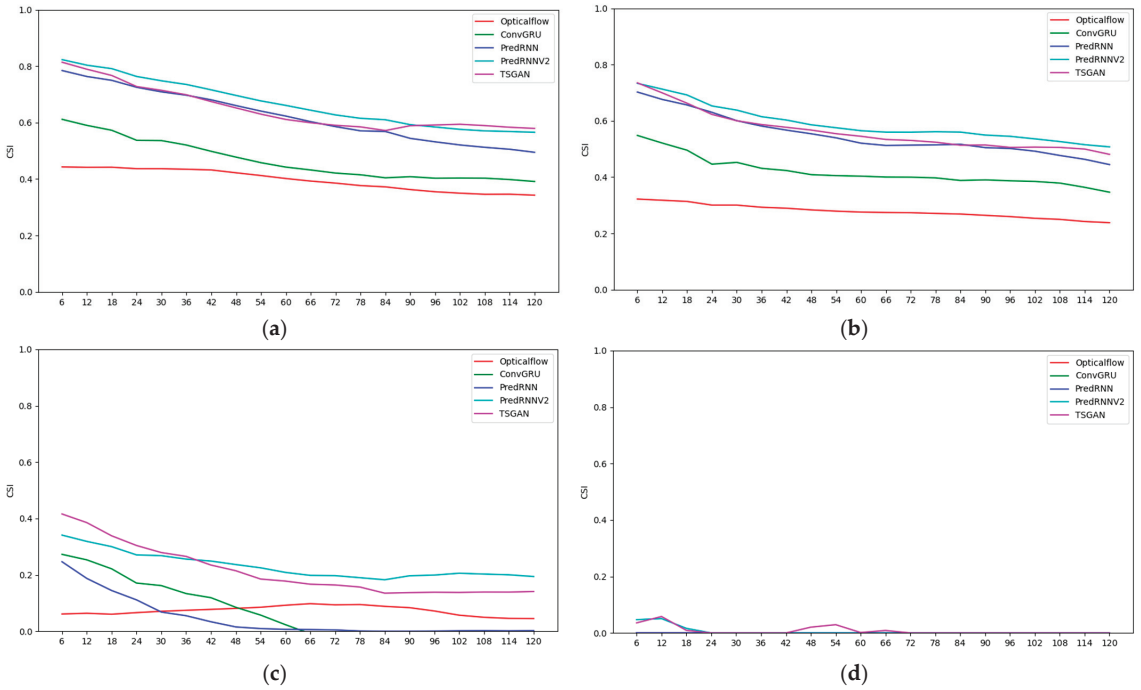 1.0
0.8
0.6
0.4
0.2
0.0
CSI
Opticalflow
ConvGRU
PredRNN
PredRNNV2
TSGAN
6 12 18 24 30 36 42 48 54 60 66 72 78 84 90 96 102 108 114 120
(a)
1.0
0.8
0.6
0.4
0.2
0.0
CSI
Opticalflow
ConvGRU
PredRNN
PredRNNV2
TSGAN
6 12 18 24 30 36 42 48 54 60 66 72 78 84 90 96 102 108 114 120
(b)
1.0
0.8
0.6
0.4
0.2
0.0
CSI
Opticalflow
ConvGRU
PredRNN
PredRNNV2
TSGAN
6 12 18 24 30 36 42 48 54 60 66 72 78 84 90 96 102 108 114 120
(c)
1.0
0.8
0.6
0.4
0.2
0.0
CSI
Opticalflow
ConvGRU
PredRNN
PredRNNV2
TSGAN
6 12 18 24 30 36 42 48 54 60 66 72 78 84 90 96 102 108 114 120
(d)